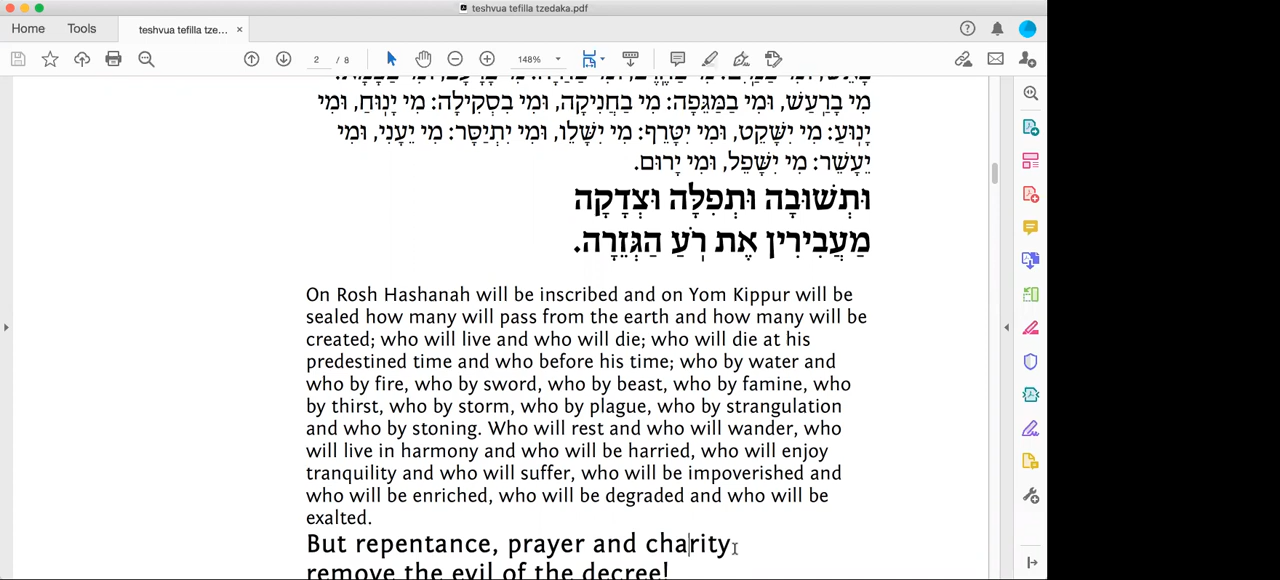 teshvua tefilla tzedaka.pdf
Home
Tools
teshvua tefilla tze...
2
/ 8
148%
מִי בָרַֽעַשׁ, וּמִי בַמַּגֵּפָה: מִי בַחֲנִיקָה, וּמִי בִסְקִילָה: מִי יָנֽוּחַ, וּמִי
יָנֽוּעַ: מִי יִשָּׁקֵט, וּמִי יִטָּרֵף: מִי יִשָּׁלֵו, וּמִי יִתְיַסָּר: מִי יֵעָנִי, וּמִי
יֵעָשֵׁר: מִי יִשָּׁפֵל, וּמִי יָרוּם.
וּתְשׁוּבָה וּתְפִלָּה וּצְדָקָה
מַעֲבִירִין אֶת רֹֽעַ הַגְּזֵרָה.
On Rosh Hashanah will be inscribed and on Yom Kippur will be
sealed how many will pass from the earth and how many will be
created; who will live and who will die; who will die at his
predestined time and who before his time; who by water and
who by fire, who by sword, who by beast, who by famine, who
by thirst, who by storm, who by plague, who by strangulation
and who by stoning. Who will rest and who will wander, who
will live in harmony and who will be harried, who will enjoy
tranquility and who will suffer, who will be impoverished and
who will be enriched, who will be degraded and who will be
exalted.
But repentance, prayer and charity
remove the evil of the decree!